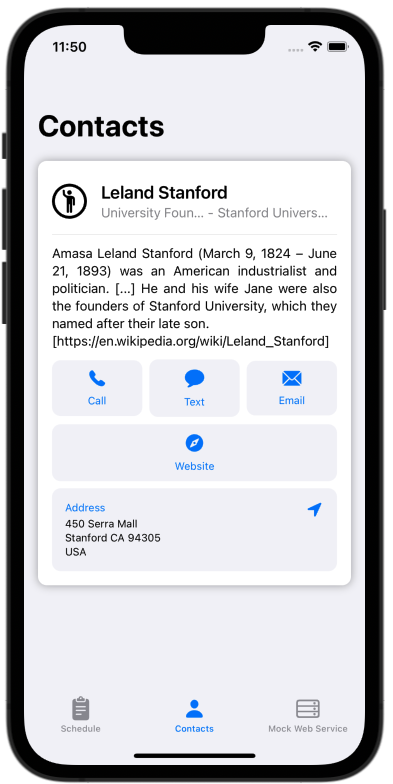 11:50
Contacts
Leland Stanford
University Foun... - Stanford Univers...
Amasa Leland Stanford (March 9, 1824 – June
21, 1893) was an American industrialist and
politician. [...] He and his wife Jane were also
the founders of Stanford University, which they
named after their late son.
[https://en.wikipedia.org/wiki/Leland_Stanford]
Call
Text
Email
Website
Address
450 Serra Mall
Stanford CA 94305
USA
Schedule
Contacts
Mock Web Service